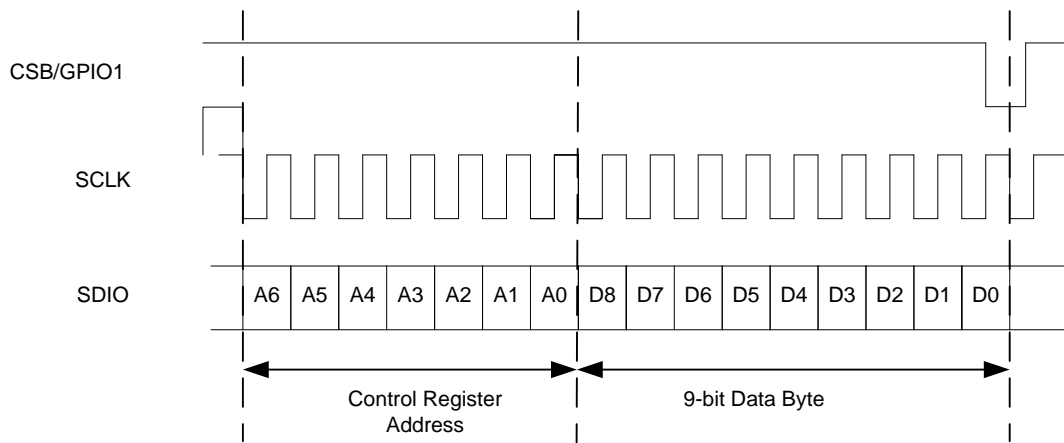 CSB/GPIO1
SCLK
SDIO
A6 A5 A4 A3 A2 A1 A0 D8 D7 D6 D5 D4 D3 D2 D1 D0
Control Register
Address
9-bit Data Byte